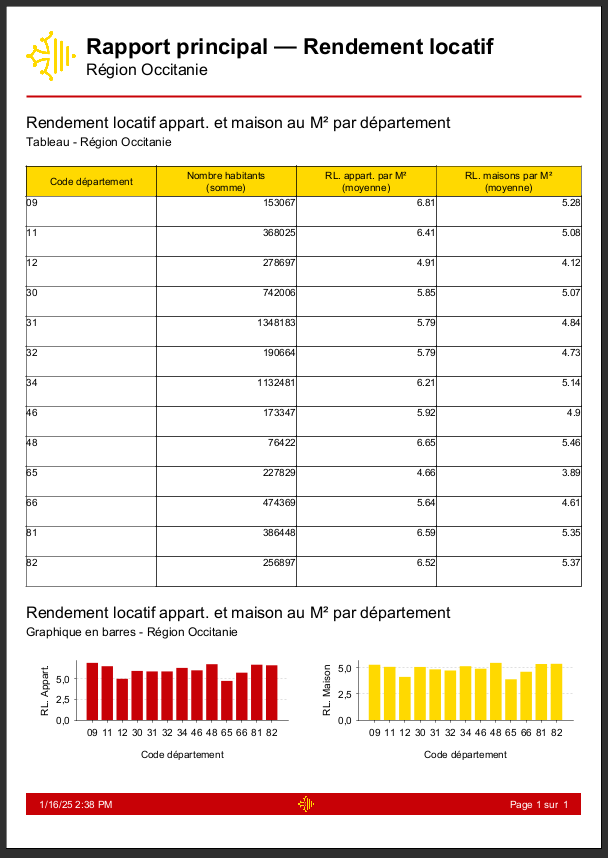 Rapport principal — Rendement locatif
Région Occitanie
Rendement locatif appart. et maison au M² par département
Tableau - Région Occitanie
Code département Nombre habitants (somme) RL. appart. par M² (moyenne) RL. maisons par M² (moyenne)
09 153067 6.81 5.28
11 368025 6.41 5.08
12 278697 4.91 4.12
30 742006 5.85 5.07
31 1348183 5.79 4.84
32 190664 5.79 4.73
34 1132481 6.21 5.14
46 173347 5.92 4.9
48 76422 6.65 5.46
65 227829 4.66 3.89
66 474369 5.64 4.61
81 386448 6.59 5.35
82 256897 6.52 5.37
Rendement locatif appart. et maison au M² par département
Graphique en barres - Région Occitanie
RL. Appart.
5,0
2,5
0,0
09 11 12 30 31 32 34 46 48 65 66 81 82
Code département
RL. Maison
5,0
2,5
0,0
09 11 12 30 31 32 34 46 48 65 66 81 82
Code département
1/16/25 2:38 PM Page 1 sur 1